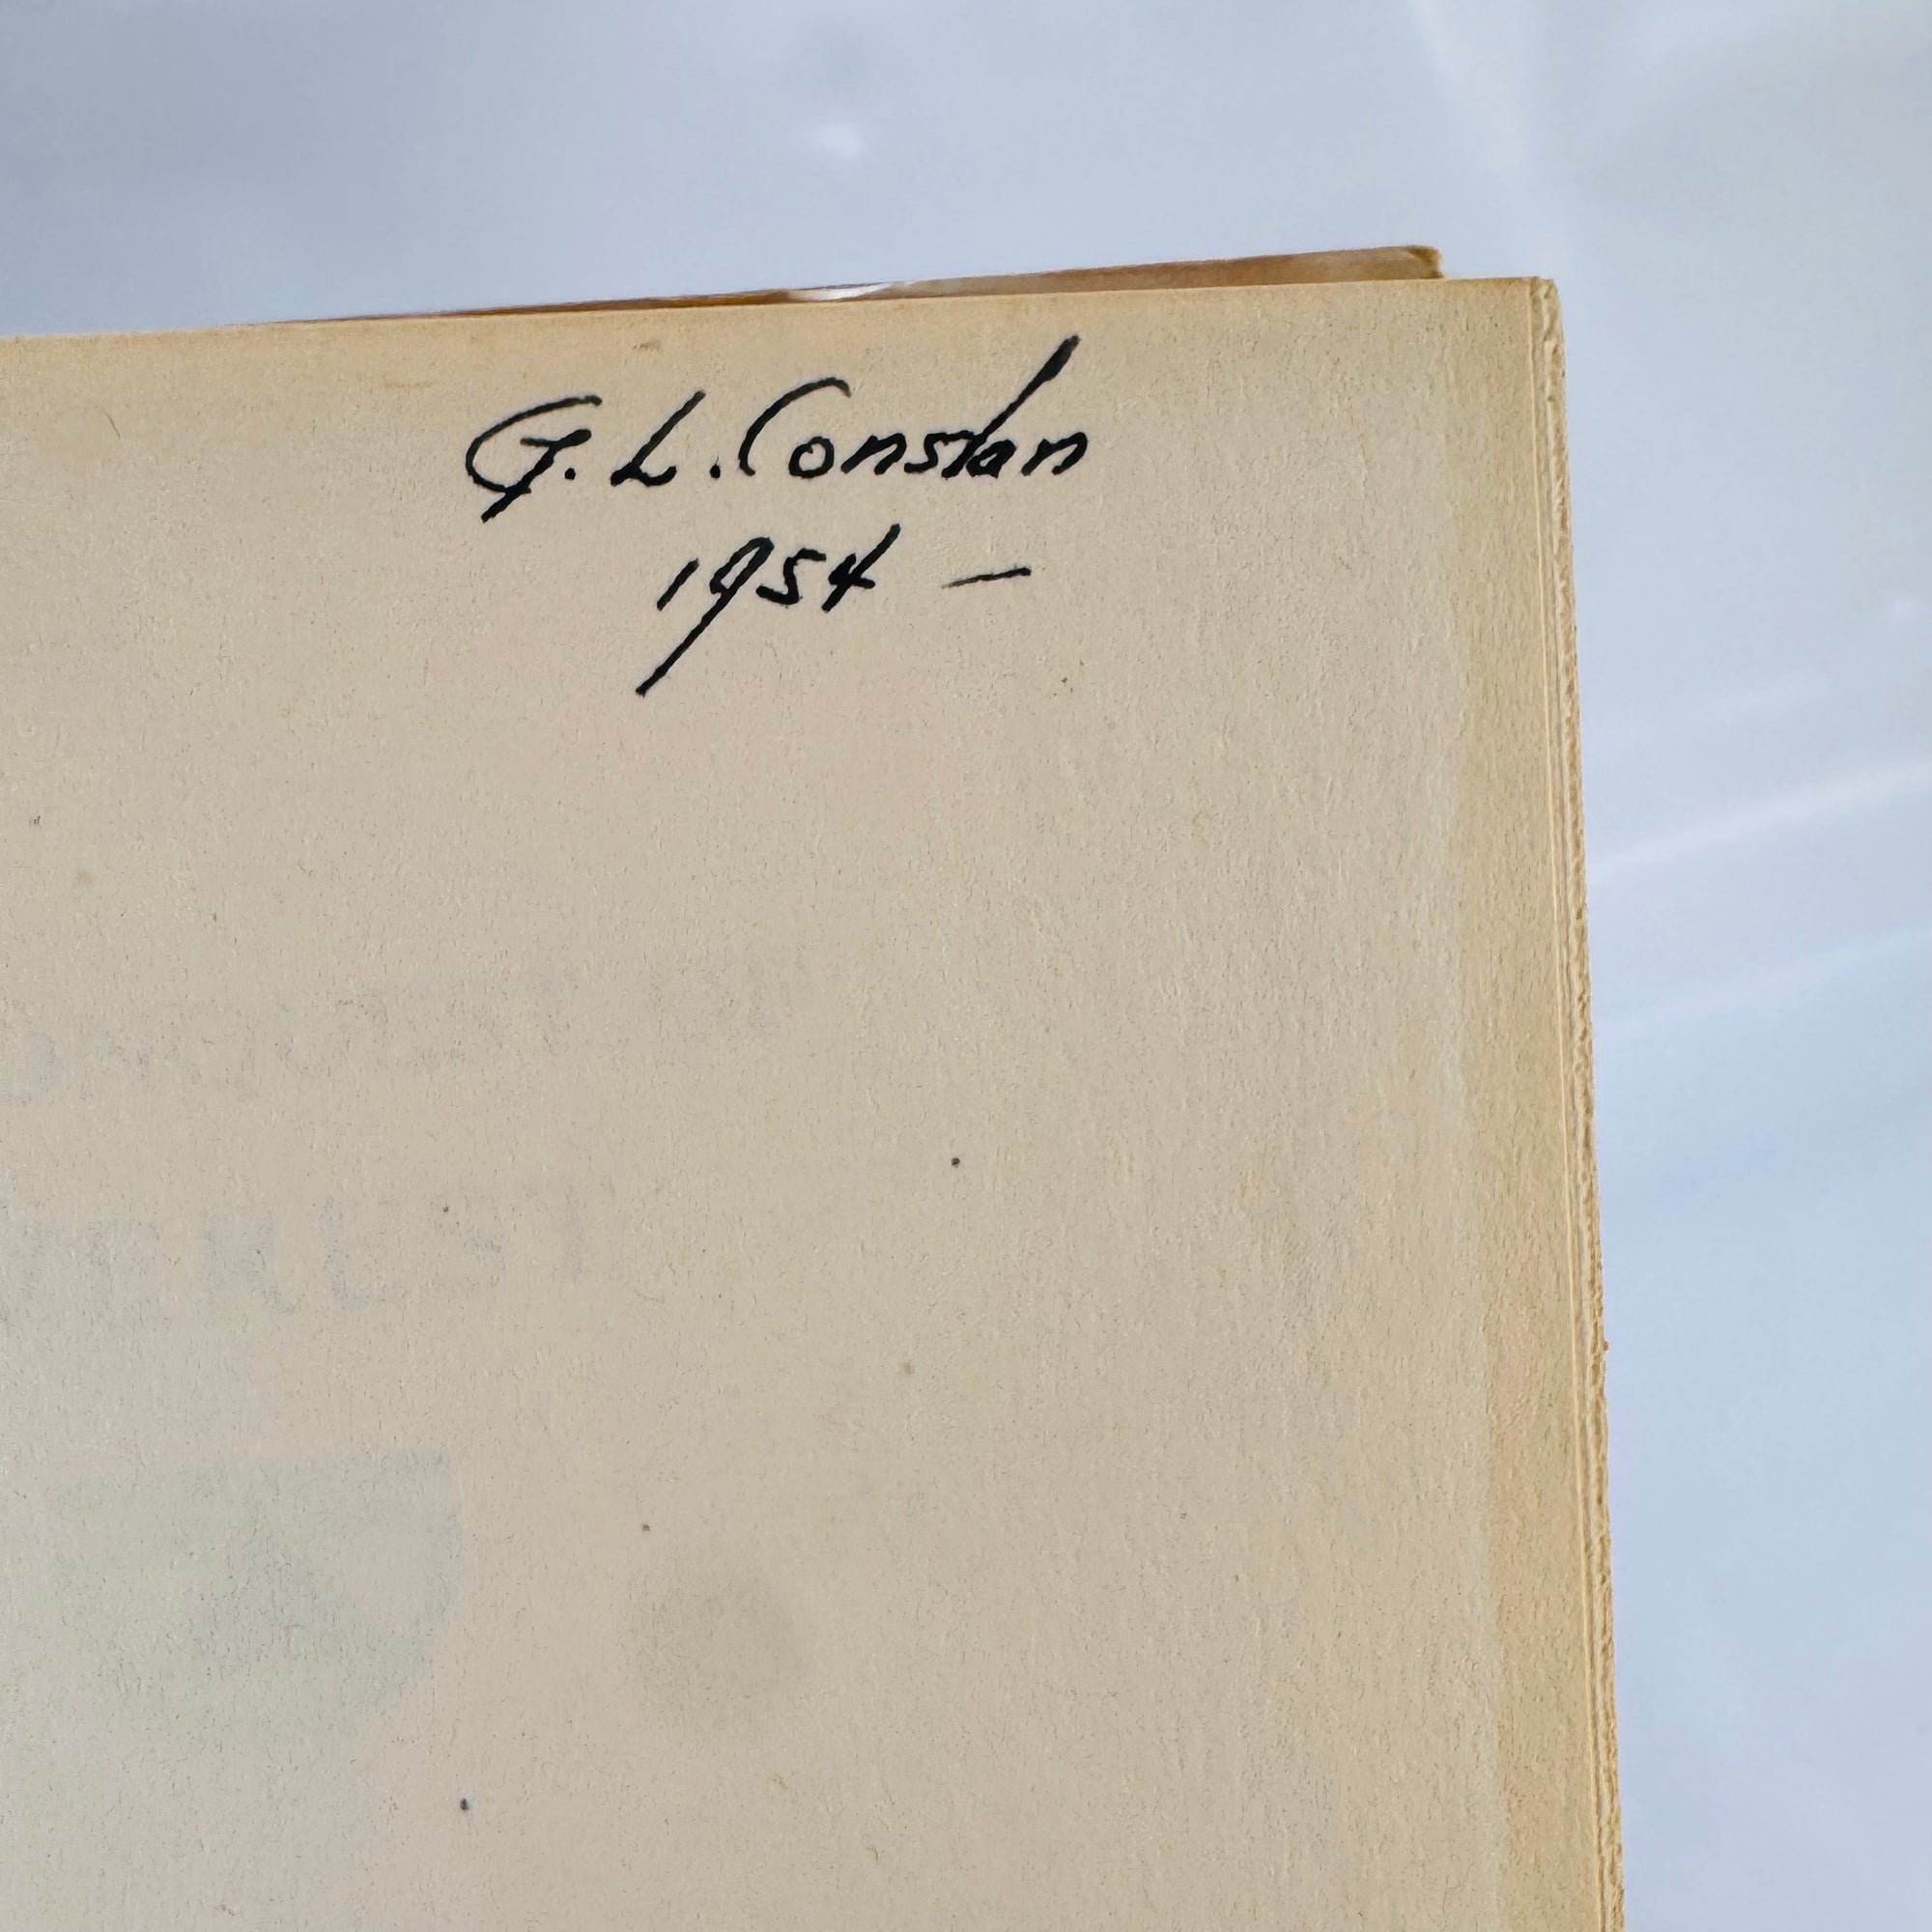 G. L. Constan
1954 —